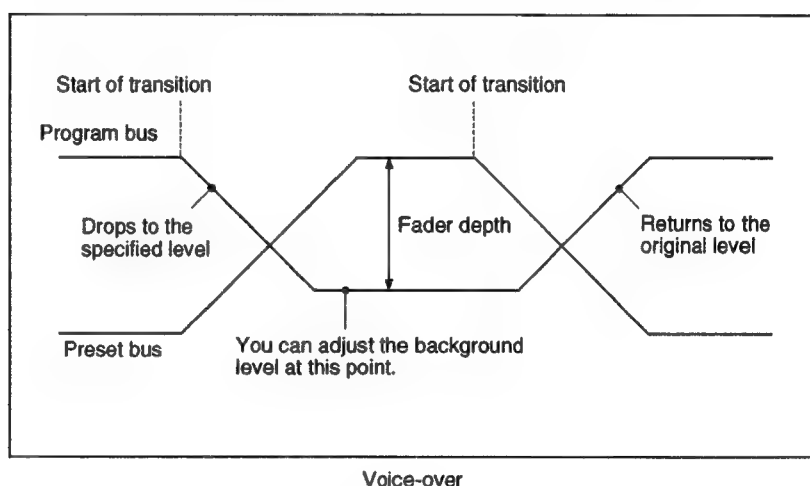 Start of transition
Start of transition
Program bus
Drops to the
specified level
Fader depth
Returns to the
original level
Preset bus
You can adjust the background
level at this point.
Voice-over